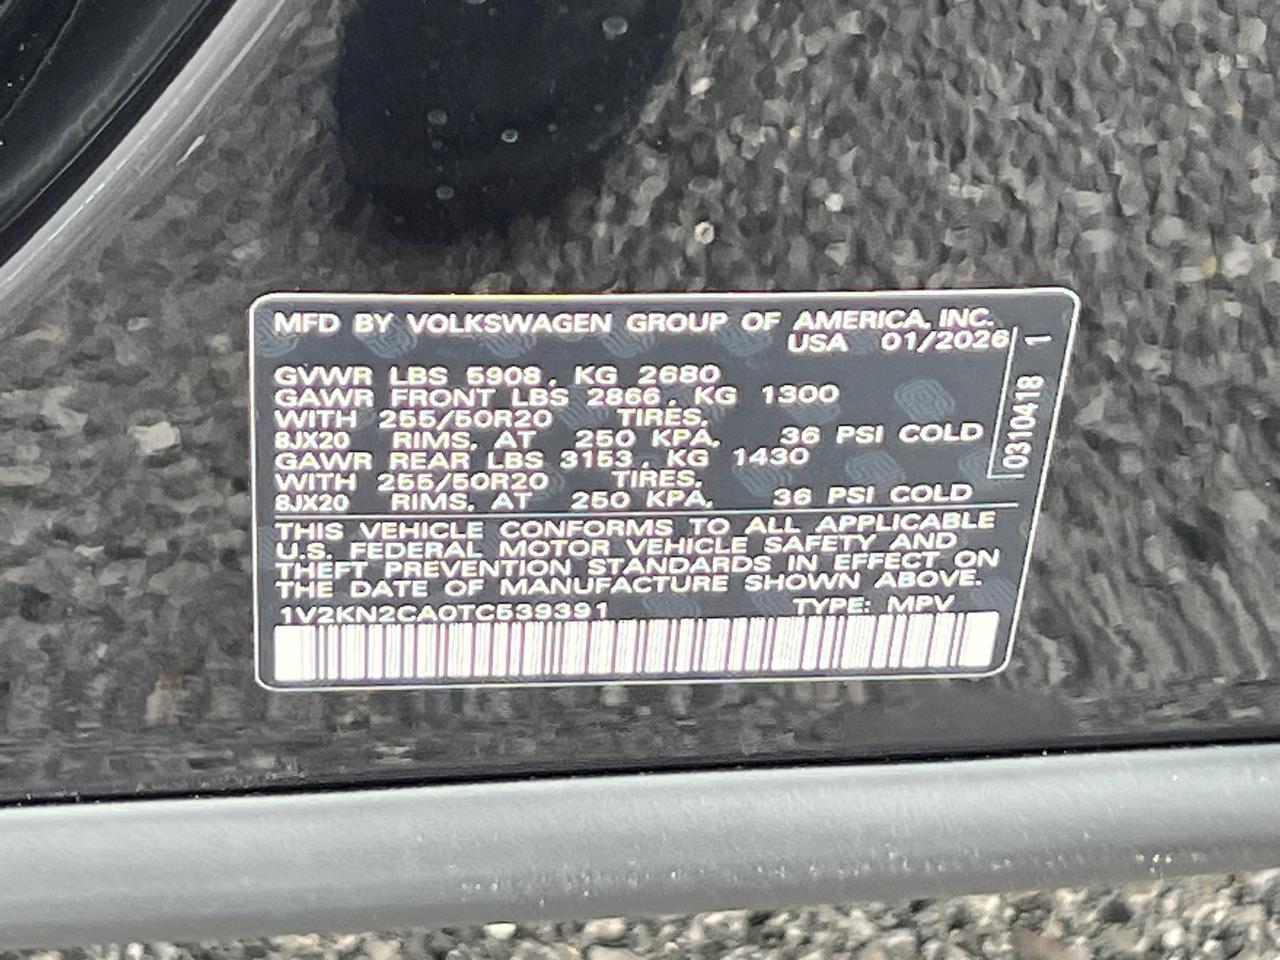 MFD BY VOLKSWAGEN GROUP OF AMERICA, INC.
USA 01/2026
GVWR LBS 5908, KG 2680
GAWR FRONT LBS 2866, KG 1300
WITH 255/50R20 TIRES,
8JX20 RIMS, AT 250 KPA, 36 PSI COLD
GAWR REAR LBS 3153, KG 1430
WITH 255/50R20 TIRES,
8JX20 RIMS, AT 250 KPA, 36 PSI COLD
THIS VEHICLE CONFORMS TO ALL APPLICABLE
U.S. FEDERAL MOTOR VEHICLE SAFETY AND
THEFT PREVENTION STANDARDS IN EFFECT ON
THE DATE OF MANUFACTURE SHOWN ABOVE.
1V2KN2CA0TC539391 TYPE: MPV
0310418 1